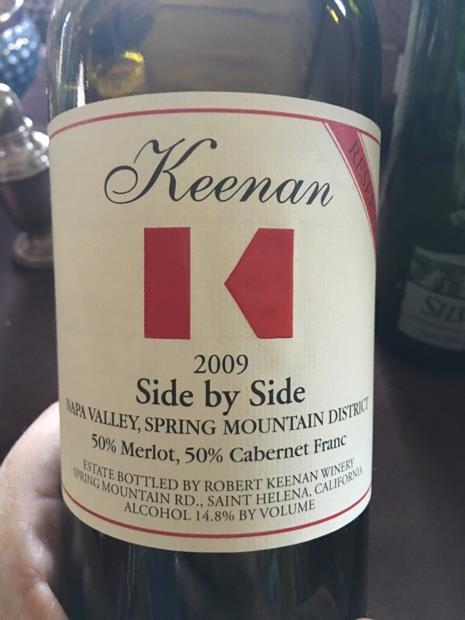 Keenan
K
2009
Side by Side
NAPA VALLEY, SPRING MOUNTAIN DISTRICT
50% Merlot, 50% Cabernet Franc
ESTATE BOTTLED BY ROBERT KEENAN WINERY
SPRING MOUNTAIN RD., SAINT HELENA, CALIFORNIA
ALCOHOL 14.8% BY VOLUME